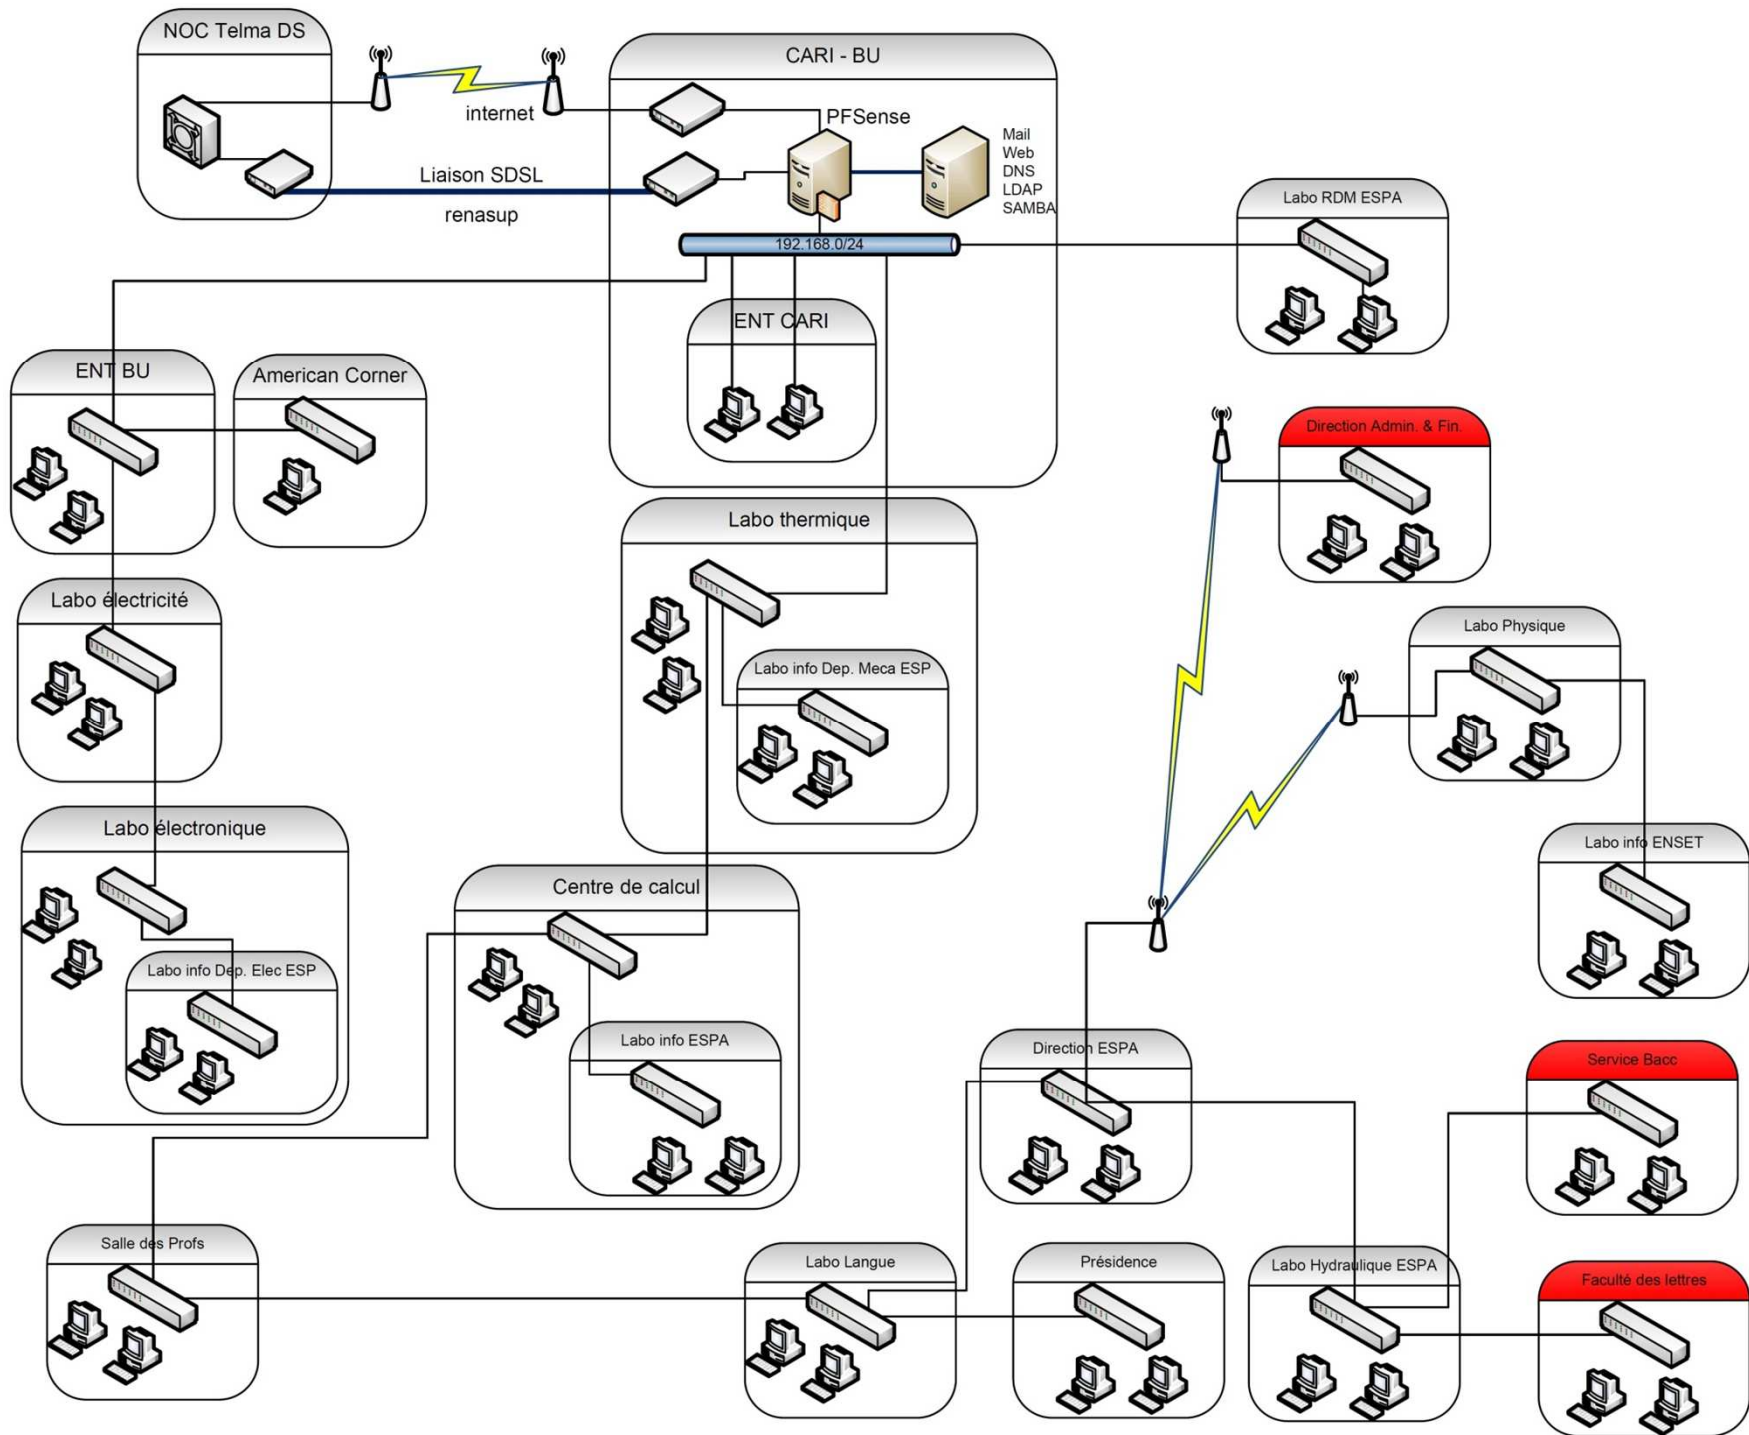 NOC Telma DS
CARI - BU
internet
PFSense
Mail
Web
DNS
LDAP
SAMBA
Liaison SDSL
renasup
192.168.0/24
Labo RDM ESPA
ENT CARI
ENT BU
American Corner
Direction Admin. & Fin.
Labo thermique
Labo électricité
Labo Physique
Labo info Dep. Meca ESP
Labo électronique
Labo info ENSET
Centre de calcul
Labo info Dep. Elec ESP
Labo info ESPA
Direction ESPA
Service Bacc
Salle des Profs
Labo Langue
Présidence
Labo Hydraulique ESPA
Faculté des lettres